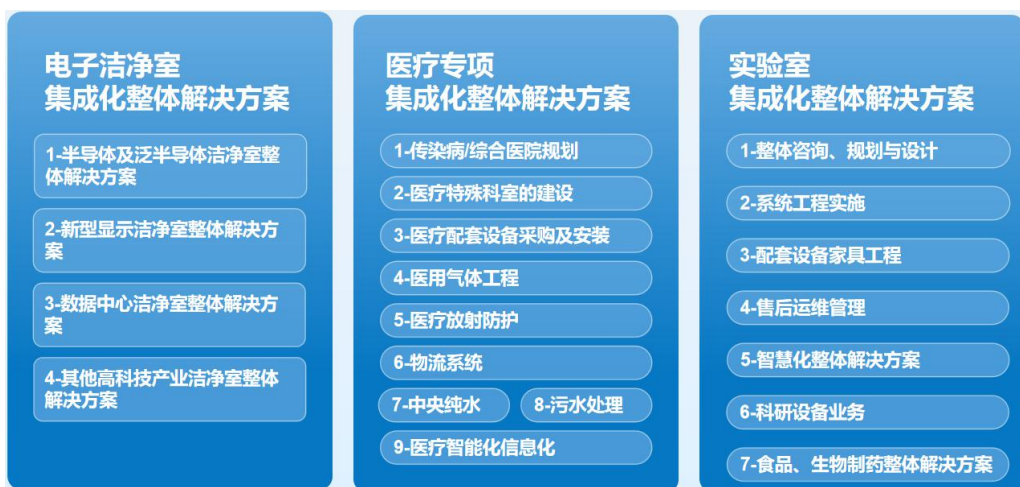 电子洁净室
集成化整体解决方案
1-半导体及泛半导体洁净室整
体解决方案
2-新型显示洁净室整体解决方
案
3-数据中心洁净室整体解决方
案
4-其他高科技产业洁净室整体
解决方案
医疗专项
集成化整体解决方案
1-传染病/综合医院规划
2-医疗特殊科室的建设
3-医疗配套设备采购及安装
4-医用气体工程
5-医疗放射防护
6-物流系统
7-中央纯水
8-污水处理
9-医疗智能化信息化
实验室
集成化整体解决方案
1-整体咨询、规划与设计
2-系统工程实施
3-配套设备家具工程
4-售后运维管理
5-智慧化整体解决方案
6-科研设备业务
7-食品、生物制药整体解决方案